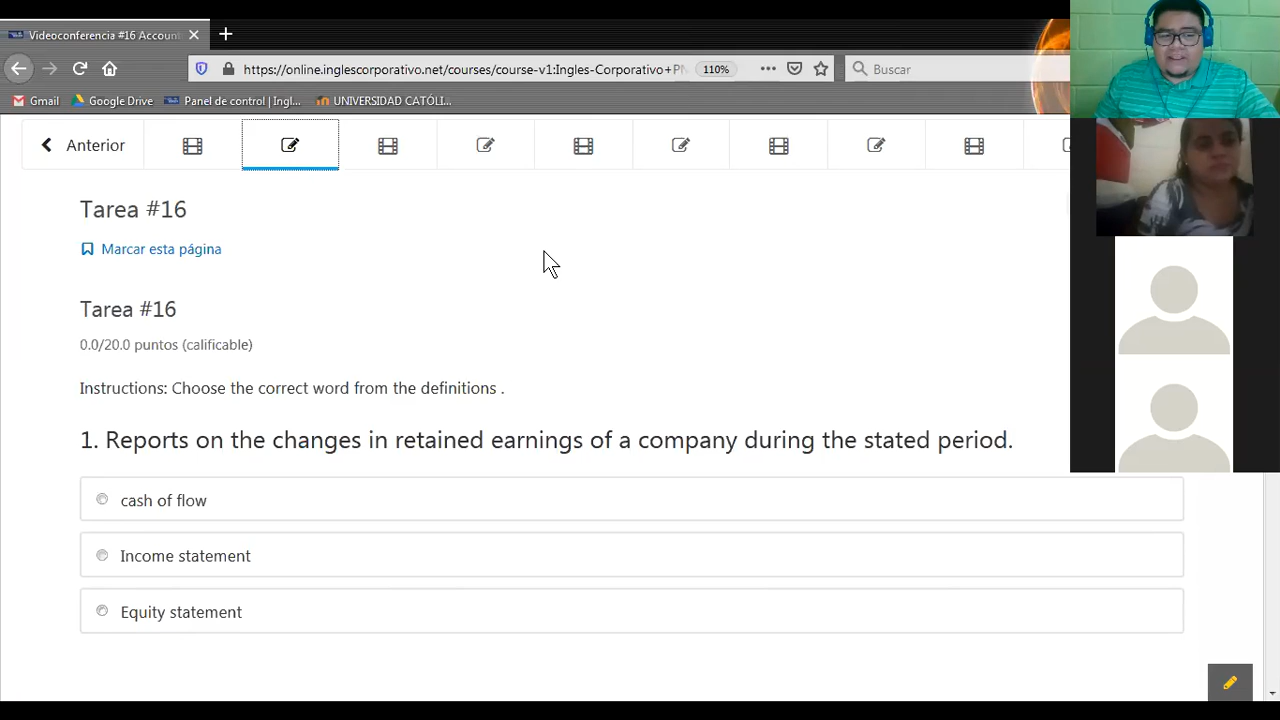 Videoconferencia #16 Account
https://online.inglescorporativo.net/courses/course-v1:Ingles-Corporativo+PN
110%
Buscar
Gmail
Google Drive
Panel de control | Ingl...
UNIVERSIDAD CATÓLI...
Anterior
Tarea #16
Marcar esta página
Tarea #16
0.0/20.0 puntos (calificable)
Instructions: Choose the correct word from the definitions .
1. Reports on the changes in retained earnings of a company during the stated period.
cash of flow
Income statement
Equity statement